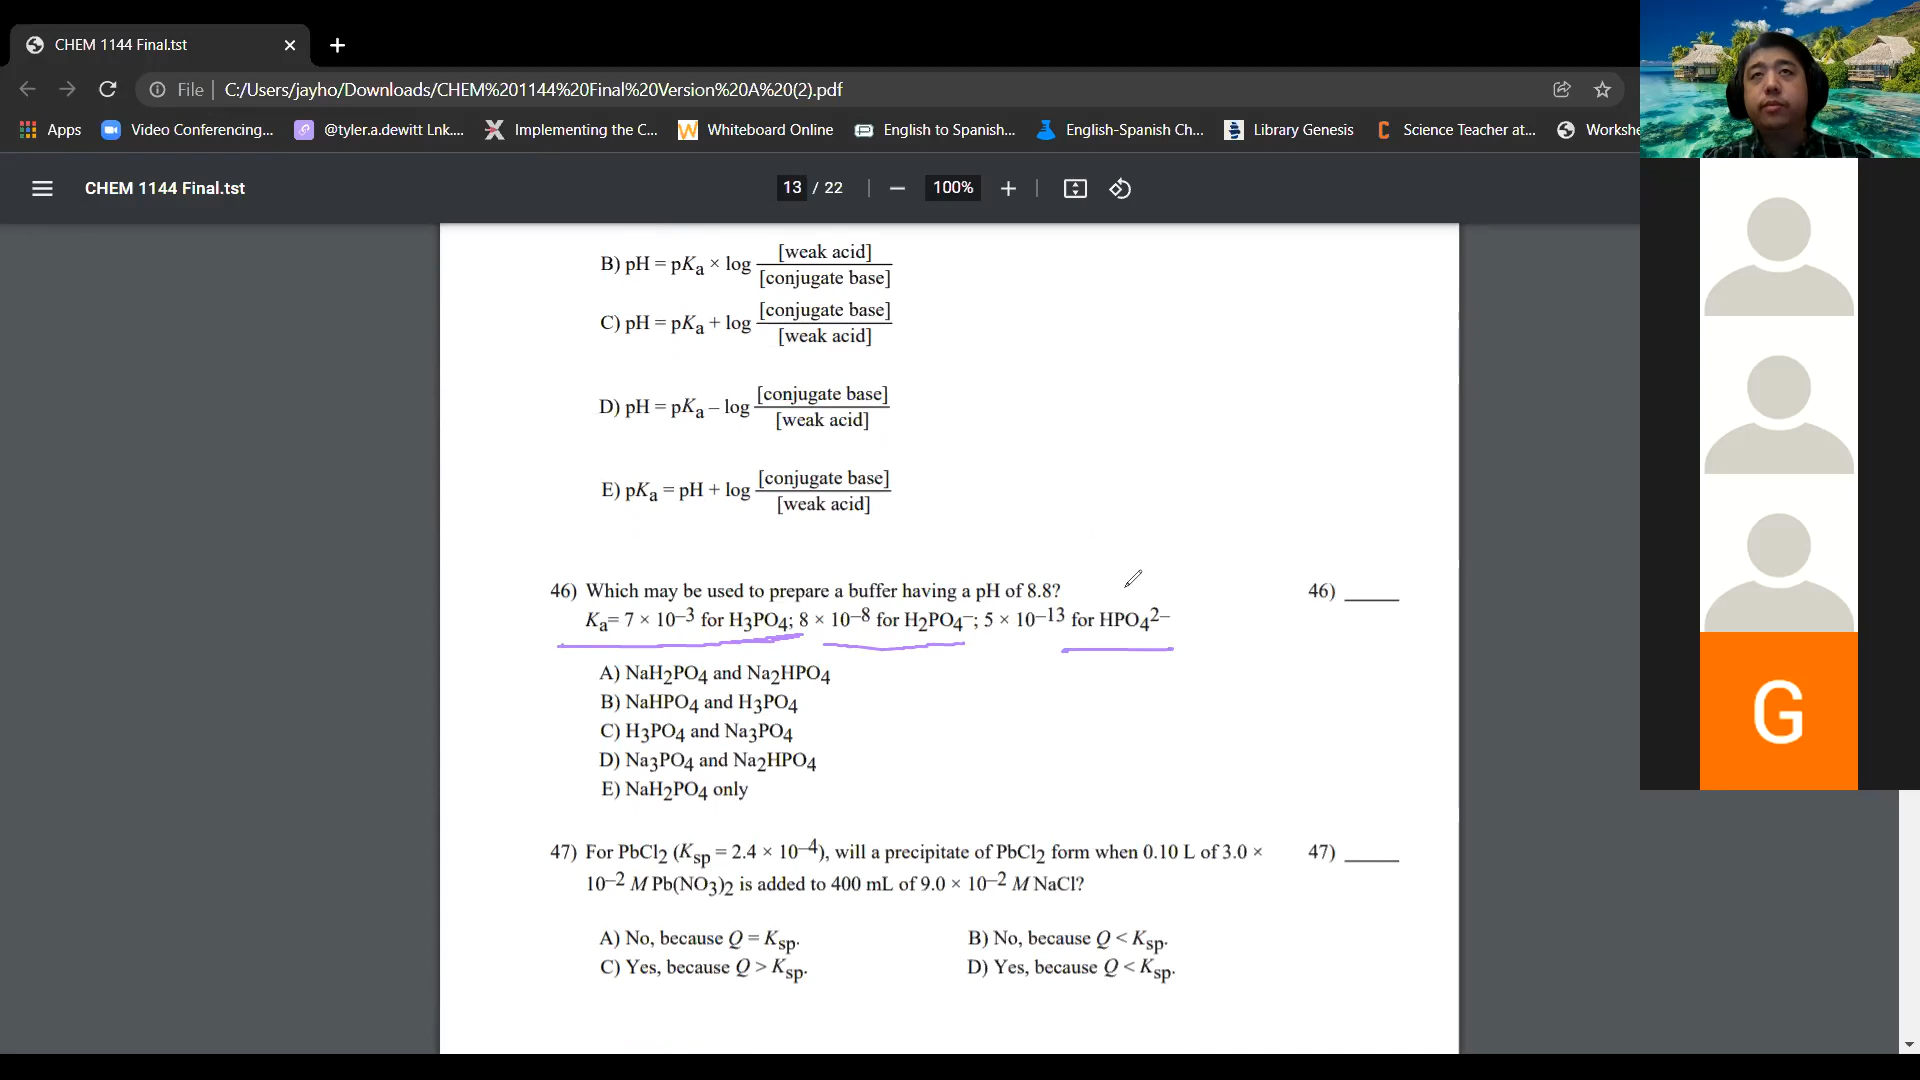 CHEM 1144 Final.tst
File
C:/Users/jayho/Downloads/CHEM%201144%20Final%20Version%20A%20(2).pdf
Apps Video Conferencing... @tyler.a.dewitt Lnk.... Implementing the C... Whiteboard Online English to Spanish... English-Spanish Ch... Library Genesis Science Teacher at... Workshe
CHEM 1144 Final.tst 13 / 22 100%
B) pH = pKa × log [weak acid]
[conjugate base]
C) pH = pKa + log [conjugate base]
[weak acid]
D) pH = pKa – log [conjugate base]
[weak acid]
E) pKa = pH + log [conjugate base]
[weak acid]
46) Which may be used to prepare a buffer having a pH of 8.8? 46) _____
Ka= 7 × 10–3 for H3PO4; 8 × 10–8 for H2PO4–; 5 × 10–13 for HPO42–
A) NaH2PO4 and Na2HPO4
B) NaHPO4 and H3PO4
C) H3PO4 and Na3PO4
D) Na3PO4 and Na2HPO4
E) NaH2PO4 only
47) For PbCl2 (Ksp = 2.4 × 10–4), will a precipitate of PbCl2 form when 0.10 L of 3.0 × 47) _____
10–2 M Pb(NO3)2 is added to 400 mL of 9.0 × 10–2 M NaCl?
A) No, because Q = Ksp. B) No, because Q < Ksp.
C) Yes, because Q > Ksp. D) Yes, because Q < Ksp.
G